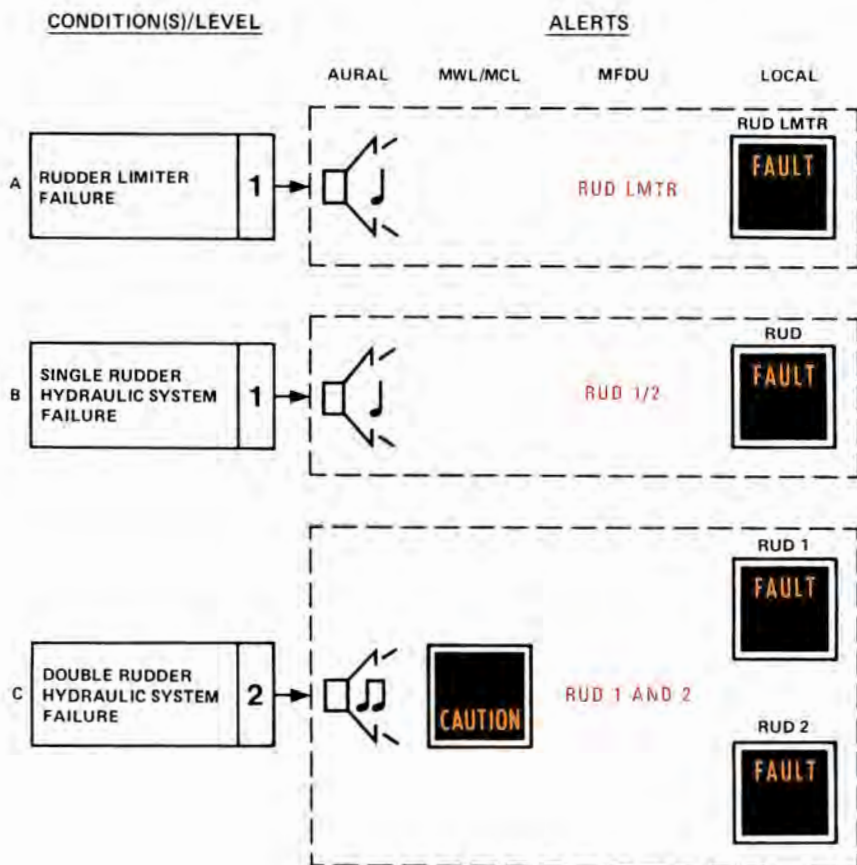 CONDITION(S)/LEVEL
ALERTS
AURAL MWL/MCL MFDU LOCAL
RUD LMTR
A
RUDDER LIMITER
FAILURE
1
RUD LMTR
FAULT
RUD
B
SINGLE RUDDER
HYDRAULIC SYSTEM
FAILURE
1
RUD 1/2
FAULT
RUD 1
FAULT
C
DOUBLE RUDDER
HYDRAULIC SYSTEM
FAILURE
2
CAUTION
RUD 1 AND 2
RUD 2
FAULT